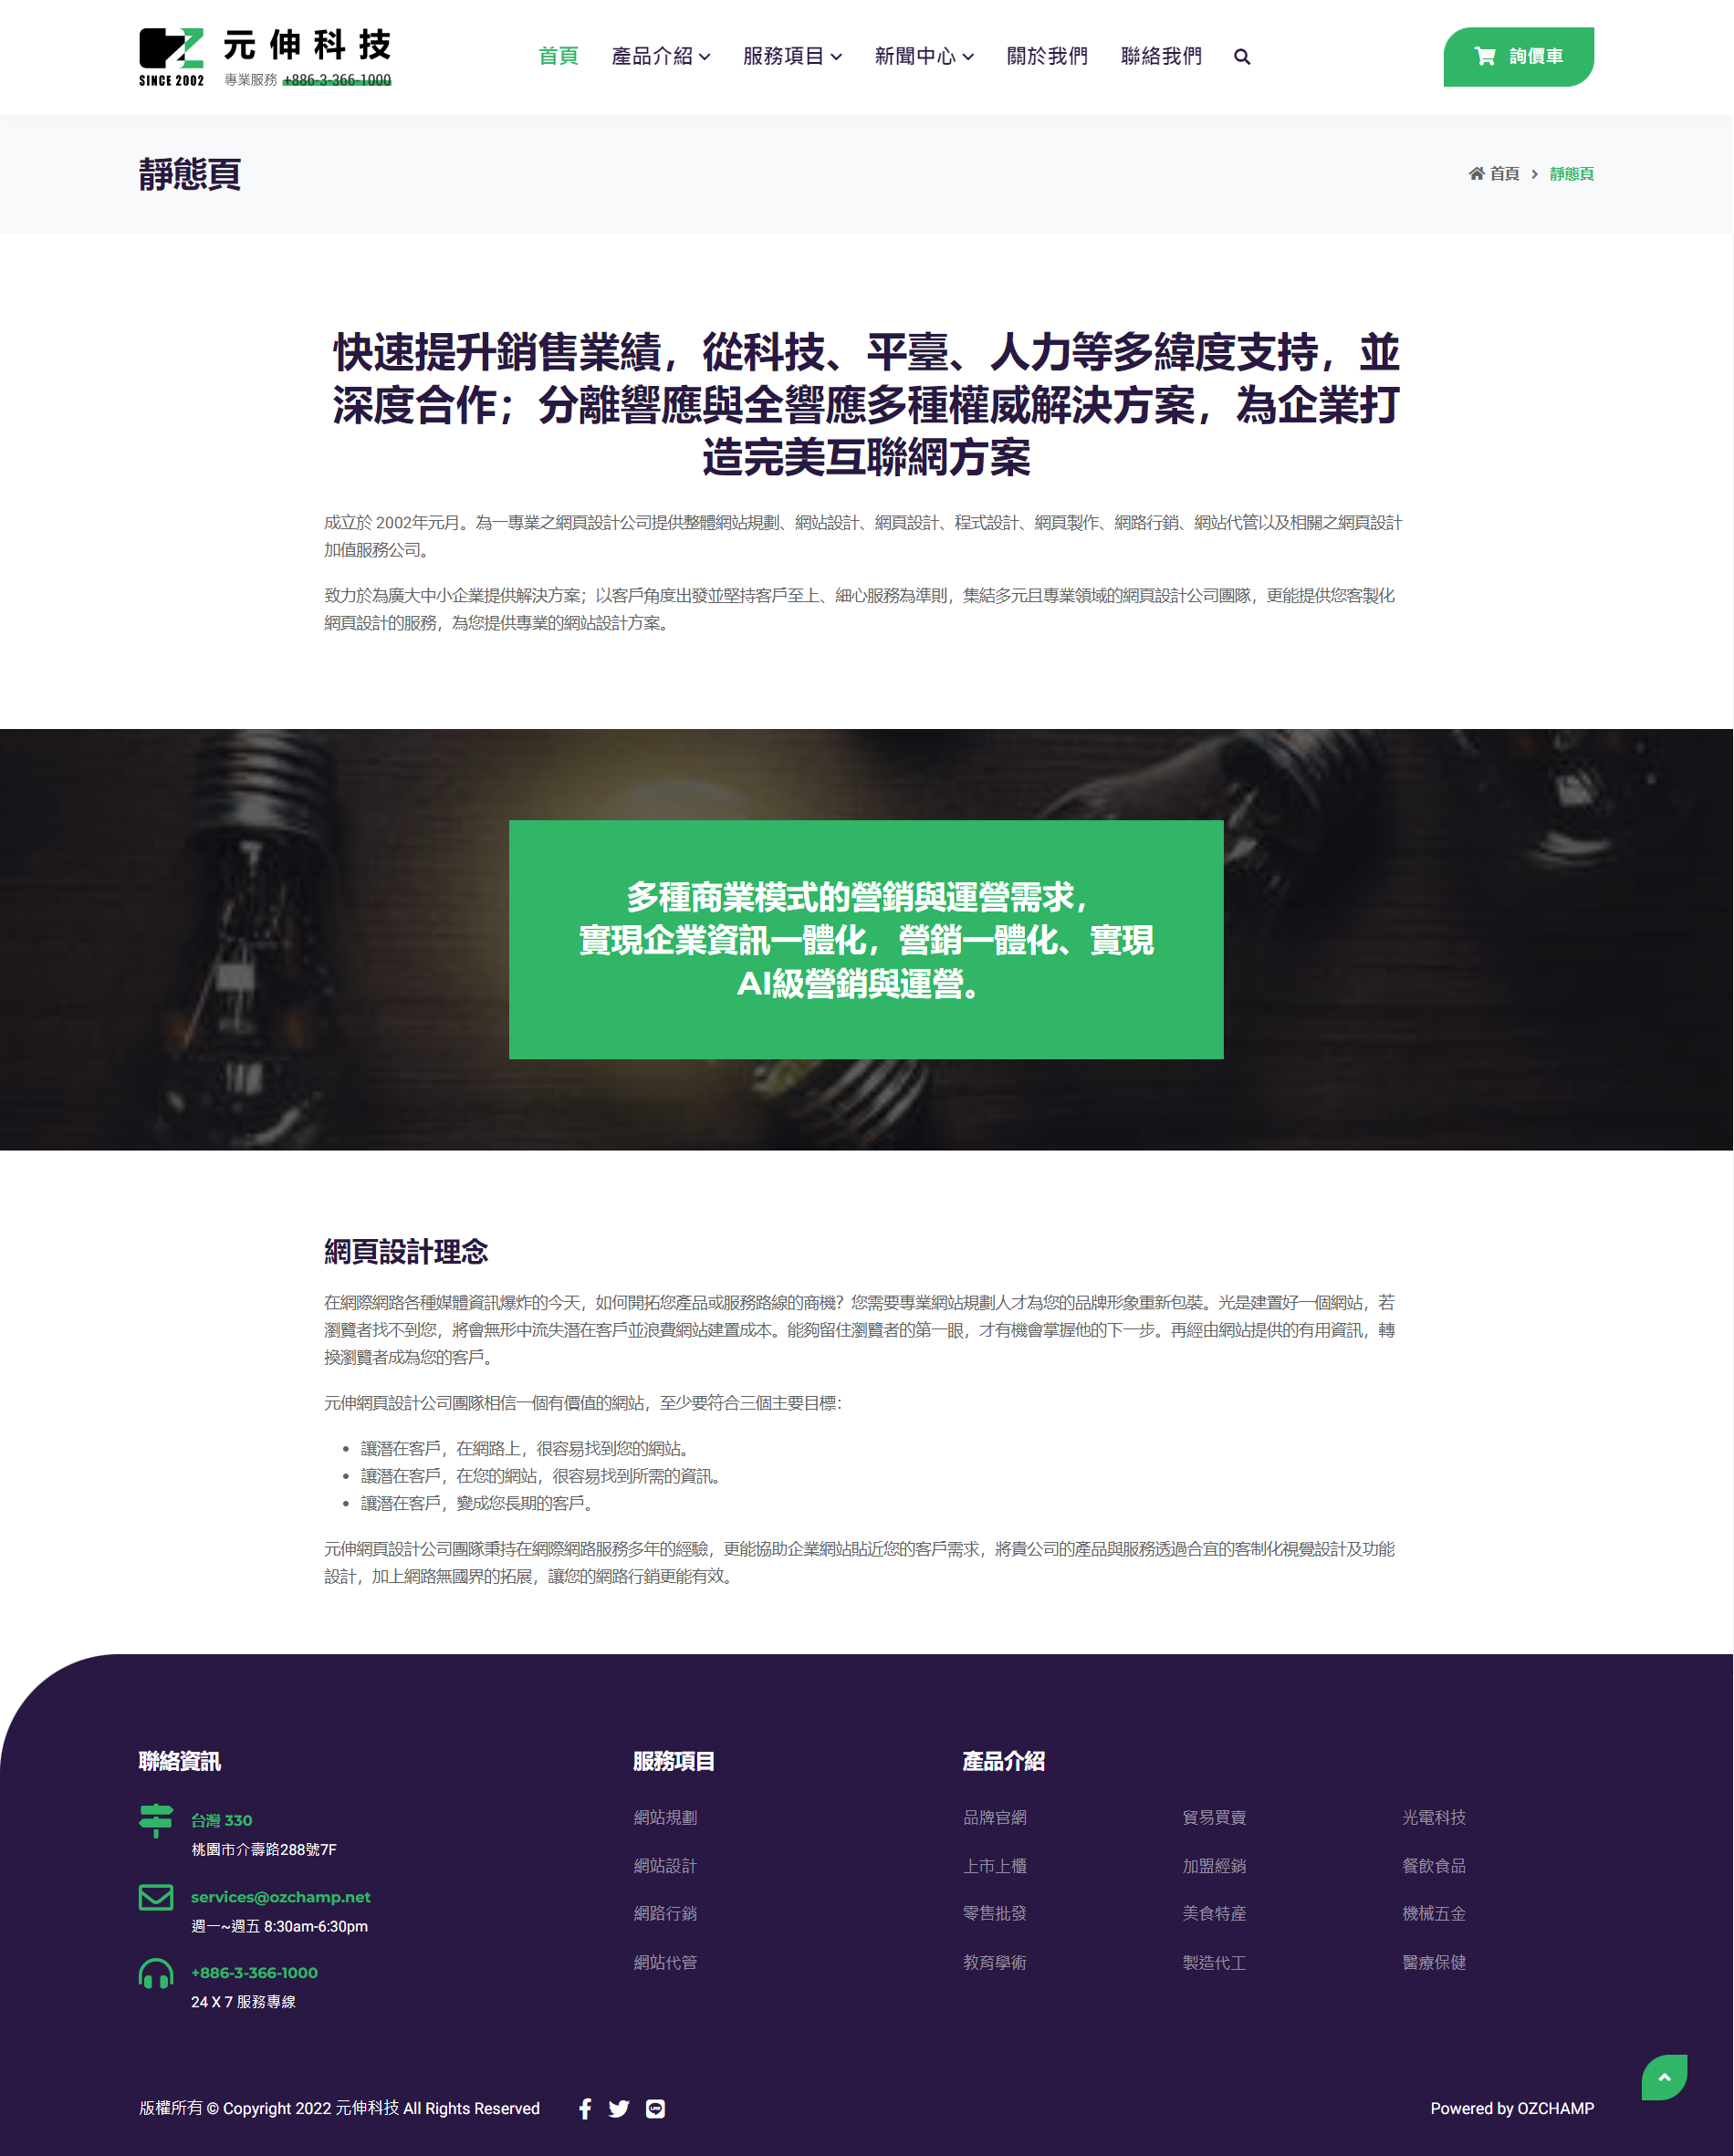 元伸科技
SINCE 2002
專業服務 +886-3-366-1000
首頁
產品介紹
服務項目
新聞中心
關於我們
聯絡我們
詢價車
靜態頁
首頁 > 靜態頁
快速提升銷售業績，從科技、平臺、人力等多緯度支持，並
深度合作；分離響應與全響應多種權威解決方案，為企業打
造完美互聯網方案
成立於 2002年元月。為一專業之網頁設計公司提供整體網站規劃、網站設計、網頁設計、程式設計、網頁製作、網路行銷、網站代管以及相關之網頁設計
加值服務公司。
致力於為廣大中小企業提供解決方案；以客戶角度出發並堅持客戶至上、細心服務為準則，集結多元且專業領域的網頁設計公司團隊，更能提供您客製化
網頁設計的服務，為您提供專業的網站設計方案。
多種商業模式的營銷與運營需求，
實現企業資訊一體化，營銷一體化、實現
AI級營銷與運營。
網頁設計理念
在網際網路各種媒體資訊爆炸的今天，如何開拓您產品或服務路線的商機？您需要專業網站規劃人才為您的品牌形象重新包裝。光是建置好一個網站，若
瀏覽者找不到您，將會無形中流失潛在客戶並浪費網站建置成本。能夠留住瀏覽者的第一眼，才有機會掌握他的下一步。再經由網站提供的有用資訊，轉
換瀏覽者成為您的客戶。
元伸網頁設計公司團隊相信一個有價值的網站，至少要符合三個主要目標：
• 讓潛在客戶，在網路上，很容易找到您的網站。
• 讓潛在客戶，在您的網站，很容易找到所需的資訊。
• 讓潛在客戶，變成您長期的客戶。
元伸網頁設計公司團隊秉持在網際網路服務多年的經驗，更能協助企業網站貼近您的客戶需求，將貴公司的產品與服務透過合宜的客制化視覺設計及功能
設計，加上網路無國界的拓展，讓您的網路行銷更能有效。
聯絡資訊
台灣 330
桃園市介壽路288號7F
services@ozchamp.net
週一~週五 8:30am-6:30pm
+886-3-366-1000
24 X 7 服務專線
服務項目
網站規劃
網站設計
網路行銷
網站代管
產品介紹
品牌官網
上市上櫃
零售批發
教育學術
貿易買賣
加盟經銷
美食特產
製造代工
光電科技
餐飲食品
機械五金
醫療保健
版權所有 © Copyright 2022 元伸科技 All Rights Reserved
Powered by OZCHAMP